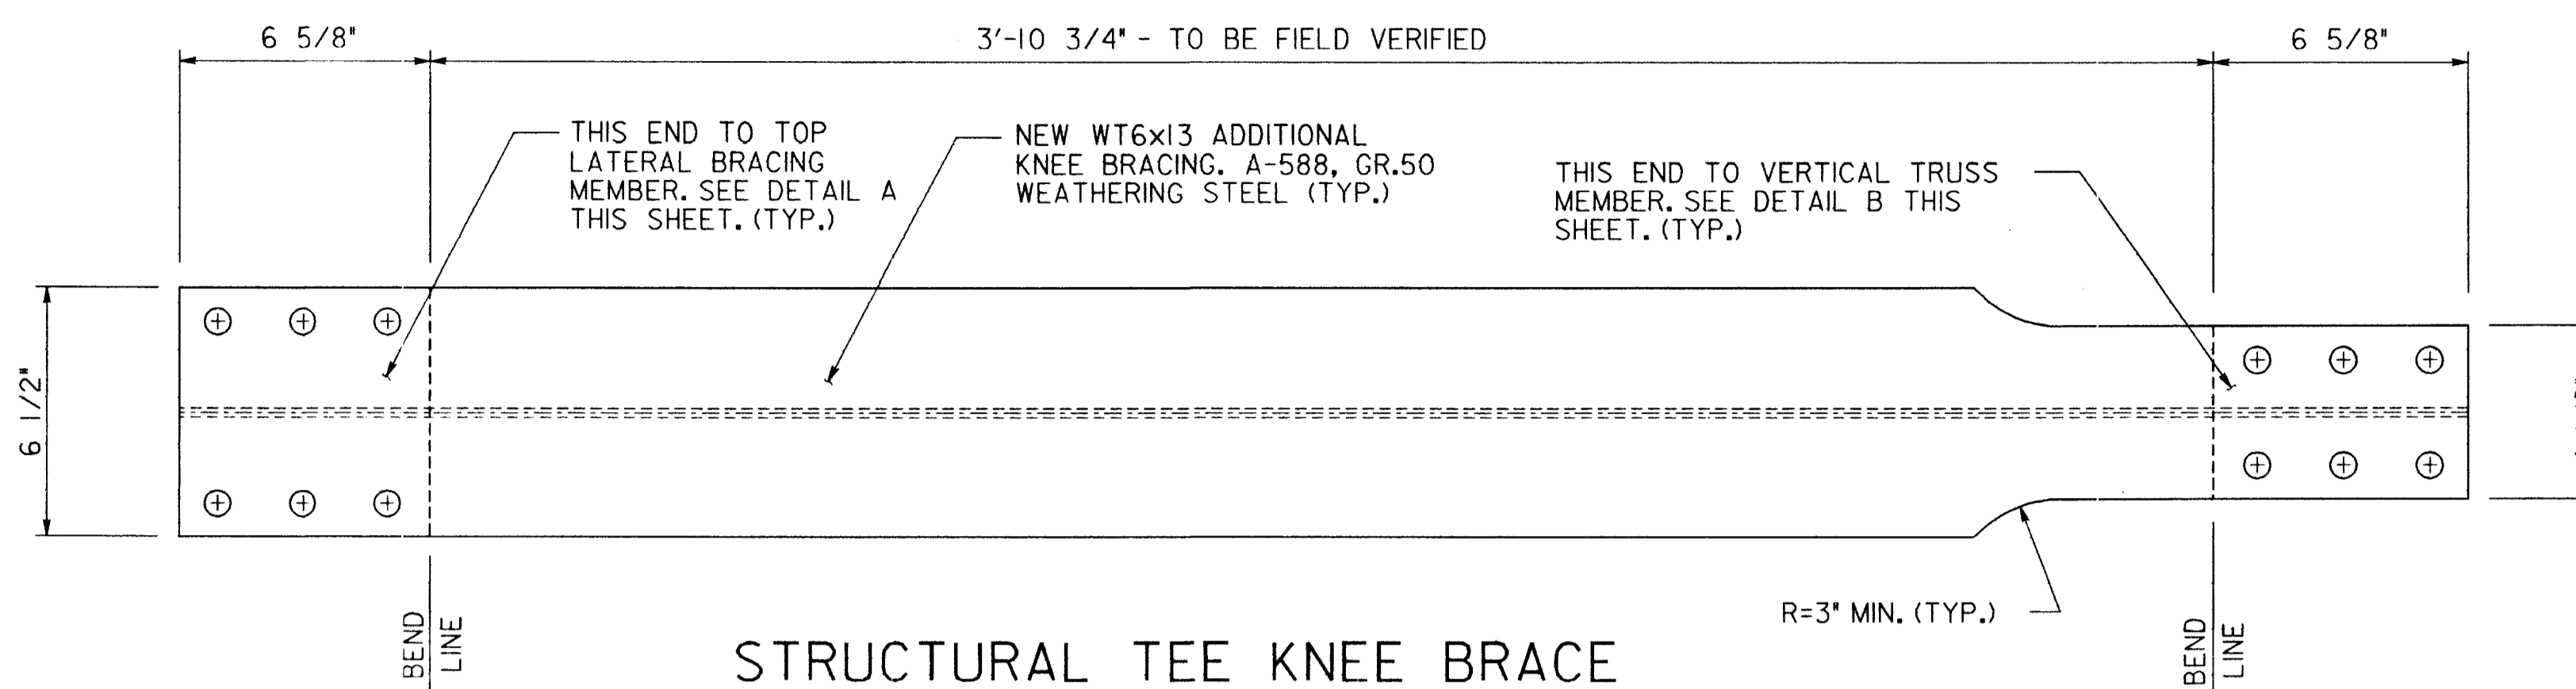 6 5/8"
3'-10 3/4" - TO BE FIELD VERIFIED
6 5/8"
THIS END TO TOP
LATERAL BRACING
MEMBER. SEE DETAIL A
THIS SHEET. (TYP.)
NEW WT6x13 ADDITIONAL
KNEE BRACING. A-588, GR.50
WEATHERING STEEL (TYP.)
THIS END TO VERTICAL TRUSS
MEMBER. SEE DETAIL B THIS
SHEET. (TYP.)
6 1/2"
R=3" MIN. (TYP.)
BEND
LINE
STRUCTURAL TEE KNEE BRACE
BEND
LINE